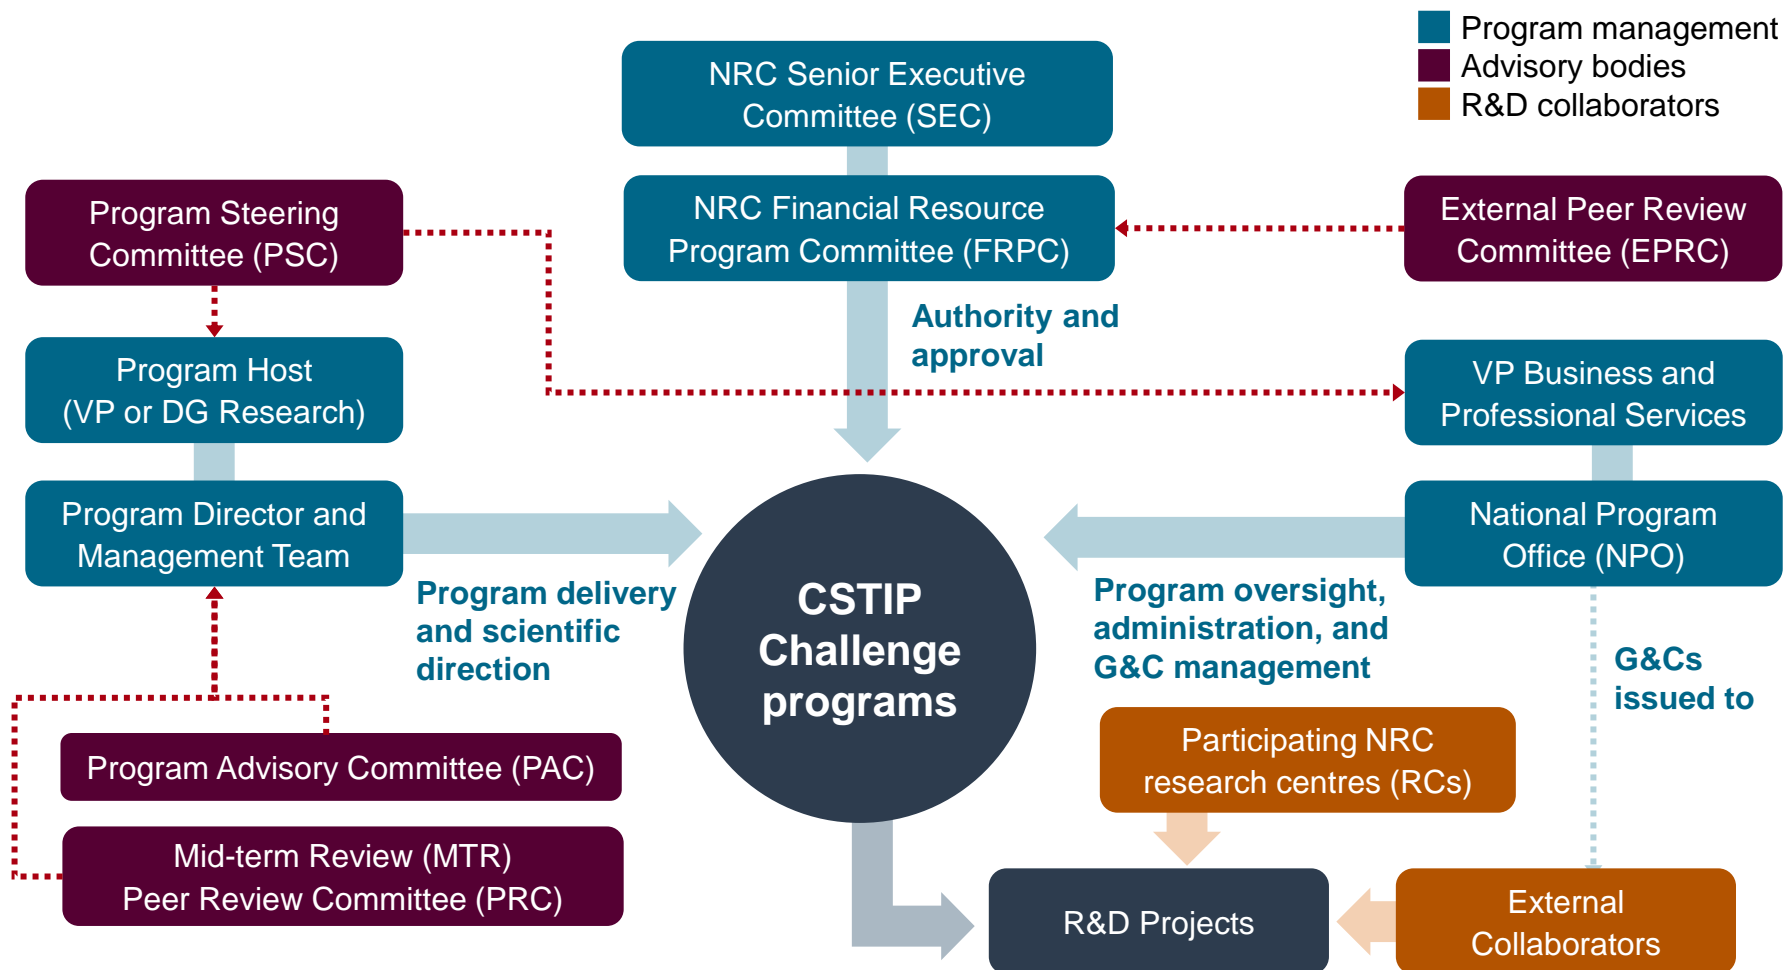 Program management
Advisory bodies
R&D collaborators
NRC Senior Executive
Committee (SEC)
Program Steering
Committee (PSC)
NRC Financial Resource
Program Committee (FRPC)
External Peer Review
Committee (EPRC)
Authority and
approval
Program Host
(VP or DG Research)
VP Business and
Professional Services
Program Director and
Management Team
National Program
Office (NPO)
Program delivery
and scientific
direction
CSTIP
Challenge
programs
Program oversight,
administration, and
G&C management
G&Cs
issued to
Program Advisory Committee (PAC)
Participating NRC
research centres (RCs)
Mid-term Review (MTR)
Peer Review Committee (PRC)
R&D Projects
External
Collaborators